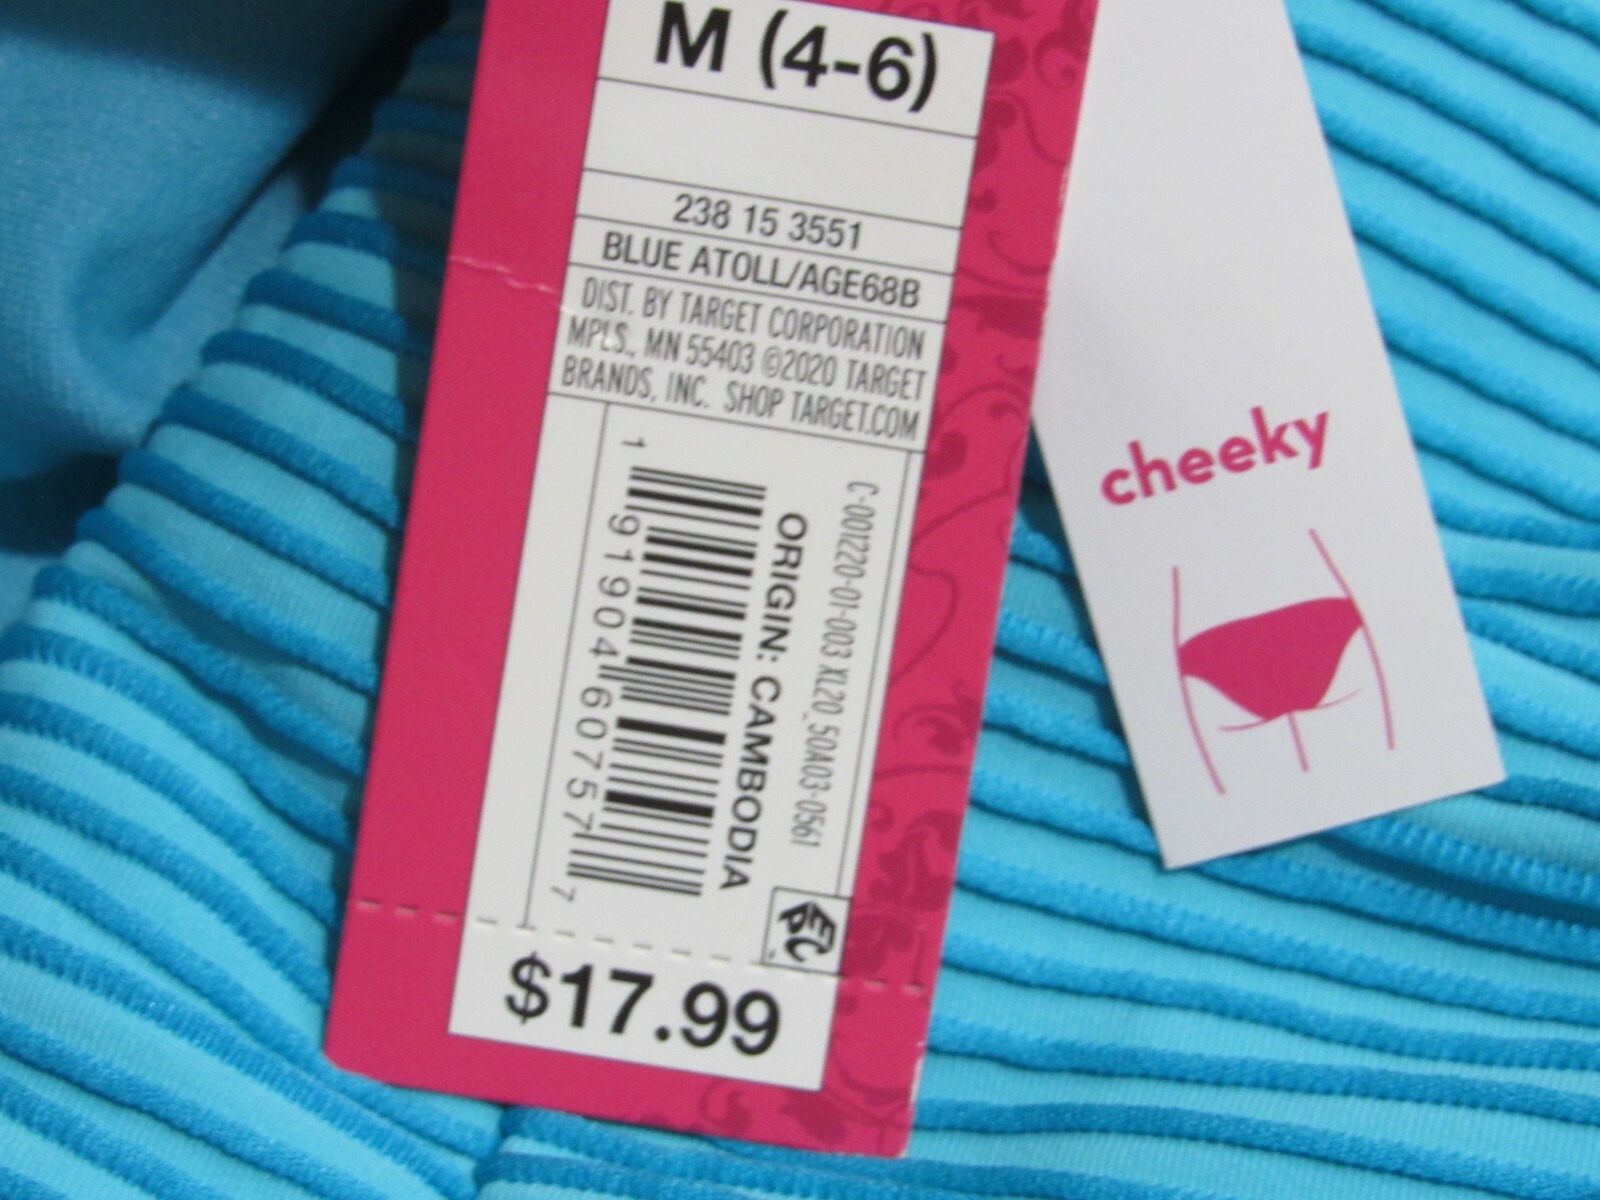 M (4-6)
238 15 3551
BLUE ATOLL/AGE68B
DIST. BY TARGET CORPORATION
MPLS., MN 55403 ©2020 TARGET
BRANDS, INC. SHOP TARGET.COM
C-001220-01-003 XL20_50A03-0561
ORIGIN: CAMBODIA
1 91904 60757 7
EPC
$17.99
cheeky